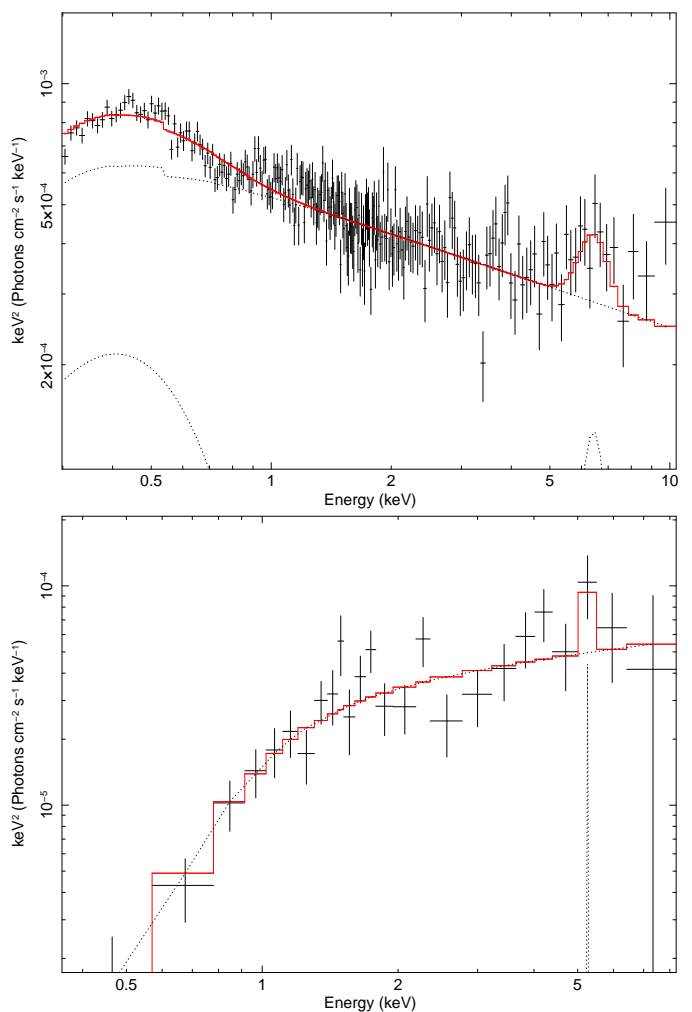 10⁻³
5×10⁻⁴
2×10⁻⁴
keV² (Photons cm⁻² s⁻¹ keV⁻¹)
0.5 1 2 5 10
Energy (keV)
10⁻⁴
10⁻⁵
keV² (Photons cm⁻² s⁻¹ keV⁻¹)
0.5 1 2 5
Energy (keV)